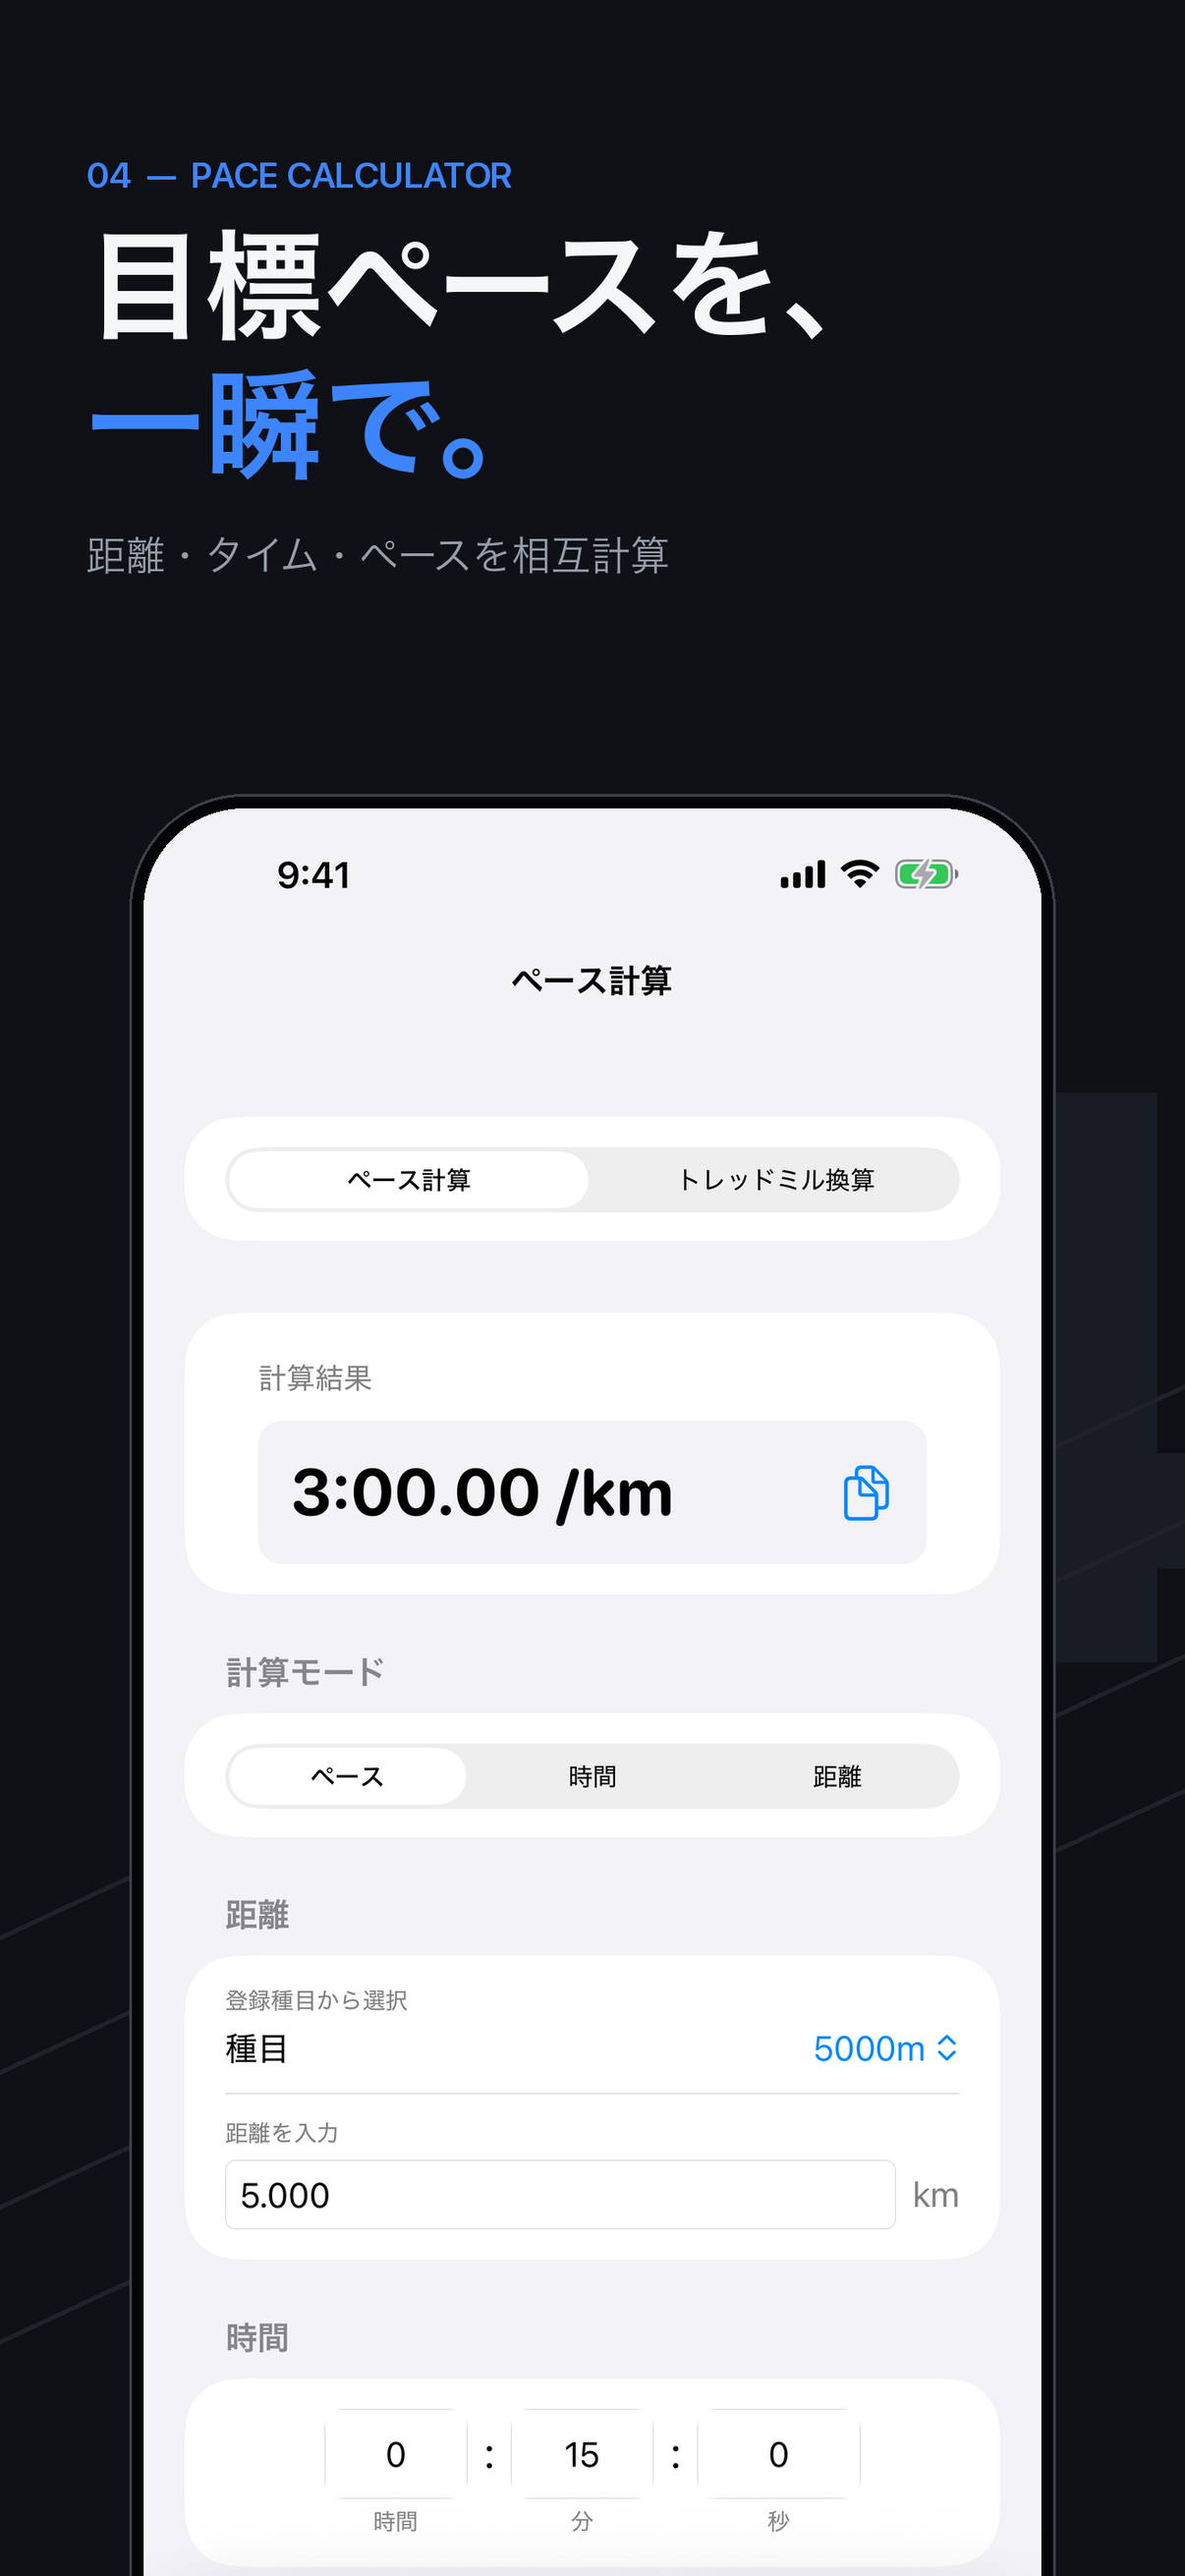 04 — PACE CALCULATOR
目標ペースを、
一瞬で。
距離・タイム・ペースを相互計算
9:41
ペース計算
ペース計算 トレッドミル換算
計算結果
3:00.00 /km
計算モード
ペース 時間 距離
距離
登録種目から選択
種目 5000m
距離を入力
5.000 km
時間
0 : 15 : 0
時間 分 秒